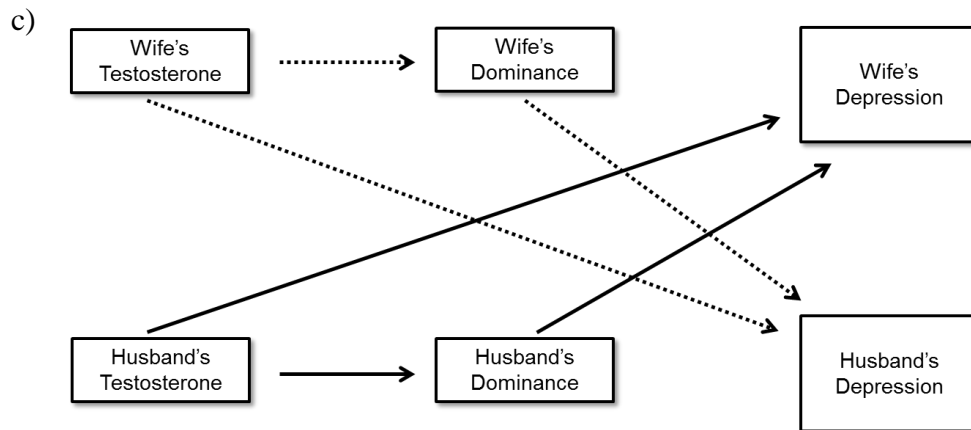 c)
Wife's
Testosterone
Wife's
Dominance
Wife's
Depression
Husband's
Testosterone
Husband's
Dominance
Husband's
Depression